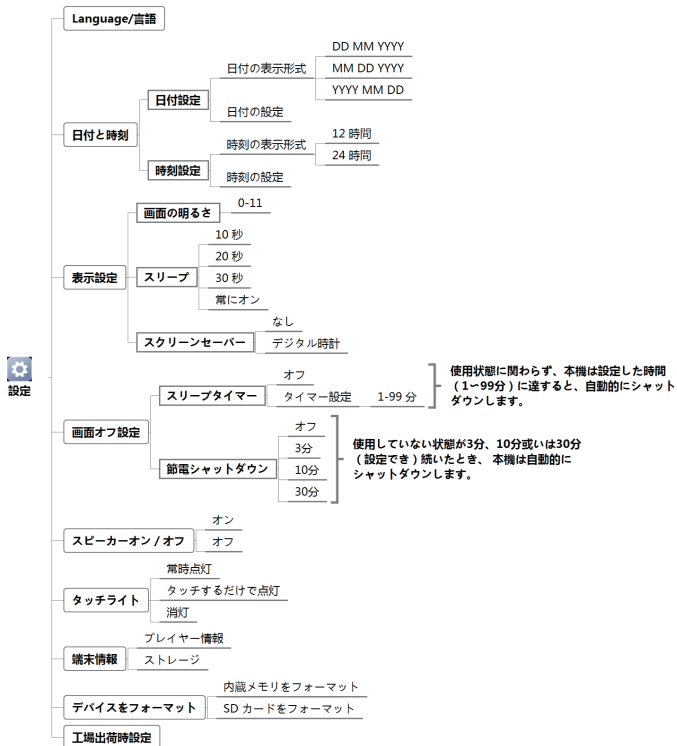 Language/言語
DD MM YYYY
日付の表示形式
MM DD YYYY
YYYY MM DD
日付設定
日付の設定
日付と時刻
12 時間
時刻の表示形式
24 時間
時刻設定
時刻の設定
0-11
画面の明るさ
10 秒
20 秒
表示設定
スリープ
30 秒
常にオン
なし
スクリーンセーバー
デジタル時計
設定
オフ
スリープタイマー
タイマー設定
1-99 分
使用状態に関わらず、本機は設定した時間
(1~99分)に達すると、自動的にシャット
ダウンします。
画面オフ設定
オフ
3分
節電シャットダウン
10分
30分
使用していない状態が3分、10分或いは30分
(設定でき)続いたとき、 本機は自動的に
シャットダウンします。
オン
スピーカーオン / オフ
オフ
常時点灯
タッチライト
タッチするだけで点灯
消灯
プレイヤー情報
端末情報
ストレージ
内蔵メモリをフォーマット
デバイスをフォーマット
SD カードをフォーマット
工場出荷時設定